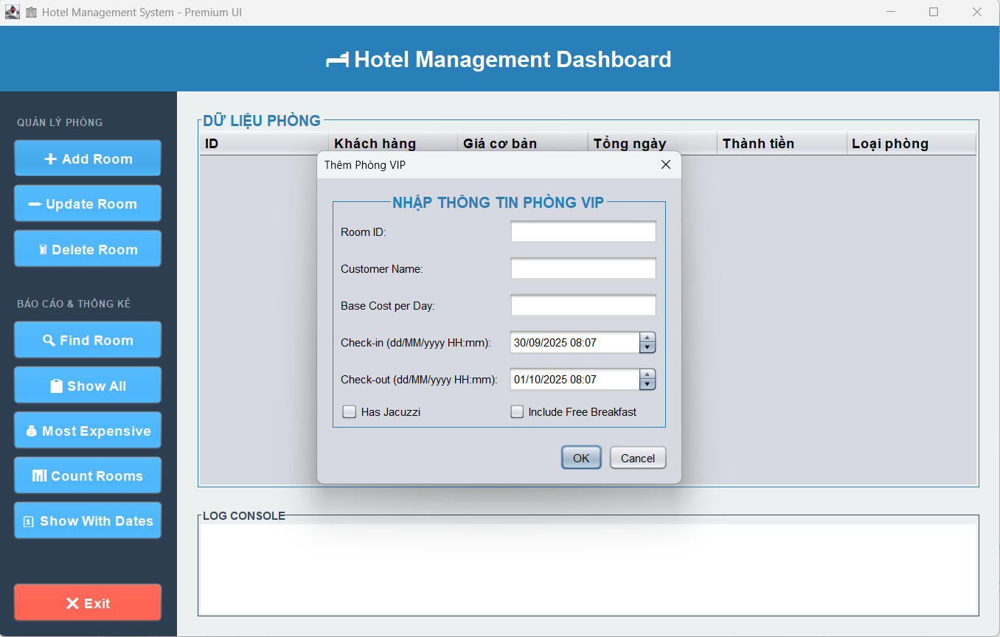 Hotel Management System - Premium UI
Hotel Management Dashboard
QUẢN LÝ PHÒNG
Add Room
Update Room
Delete Room
BÁO CÁO & THỐNG KÊ
Find Room
Show All
Most Expensive
Count Rooms
Show With Dates
Exit
DỮ LIỆU PHÒNG
ID Khách hàng Giá cơ bản Tổng ngày Thành tiền Loại phòng
Thêm Phòng VIP
NHẬP THÔNG TIN PHÒNG VIP
Room ID:
Customer Name:
Base Cost per Day:
Check-in (dd/MM/yyyy HH:mm): 30/09/2025 08:07
Check-out (dd/MM/yyyy HH:mm): 01/10/2025 08:07
Has Jacuzzi Include Free Breakfast
OK Cancel
LOG CONSOLE